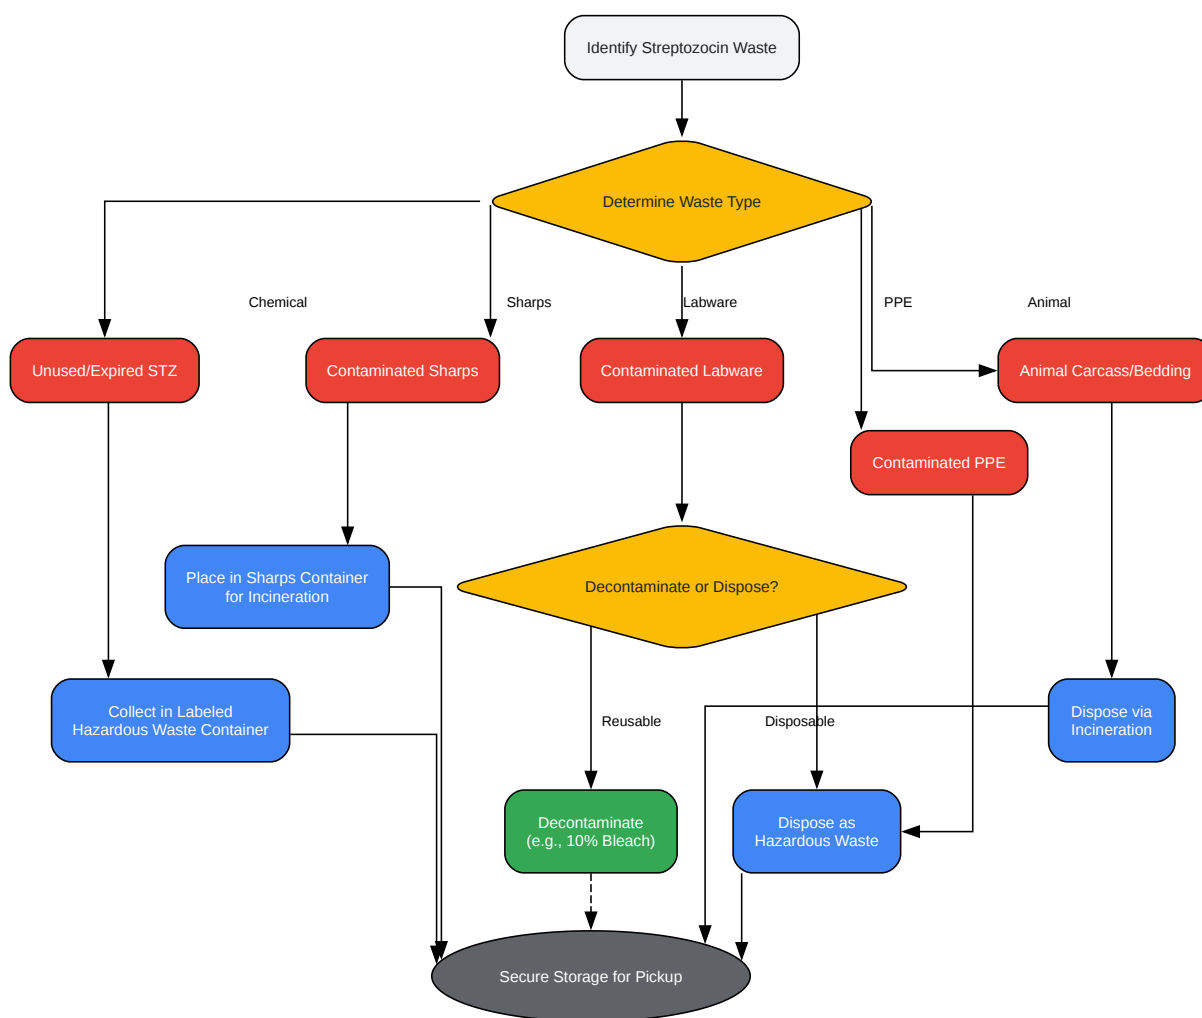 Identify Streptozocin Waste
Determine Waste Type
Chemical
Sharps
Labware
PPE
Animal
Unused/Expired STZ
Contaminated Sharps
Contaminated Labware
Animal Carcass/Bedding
Contaminated PPE
Place in Sharps Container
for Incineration
Decontaminate or Dispose?
Collect in Labeled
Hazardous Waste Container
Reusable
Disposable
Dispose via
Incineration
Decontaminate
(e.g., 10% Bleach)
Dispose as
Hazardous Waste
Secure Storage for Pickup